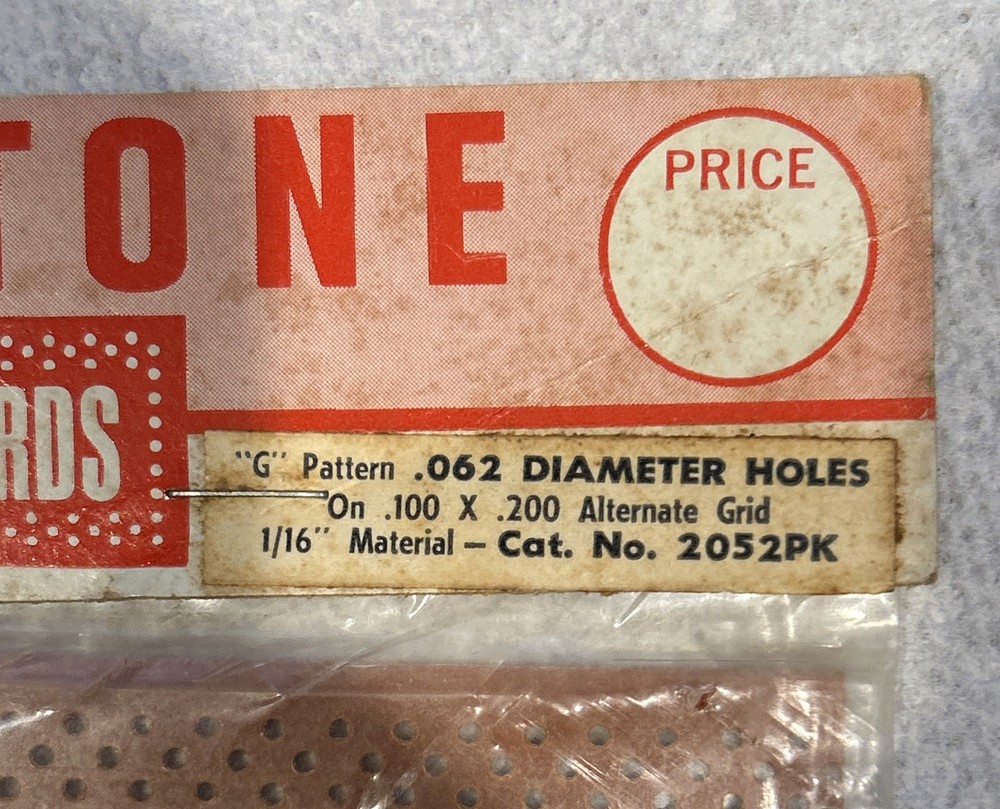 TONE
PRICE
RDS
"G" Pattern .062 DIAMETER HOLES
On .100 X .200 Alternate Grid
1/16" Material — Cat. No. 2052PK